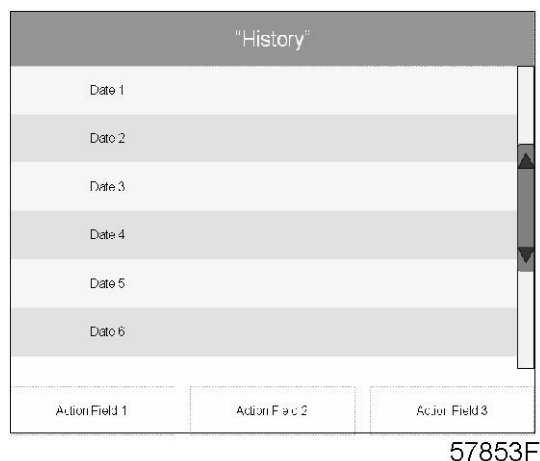 "History"
Date 1
Date 2
Date 3
Date 4
Date 5
Date 6
Action Field 1
Action Field 2
Action Field 3
57853F